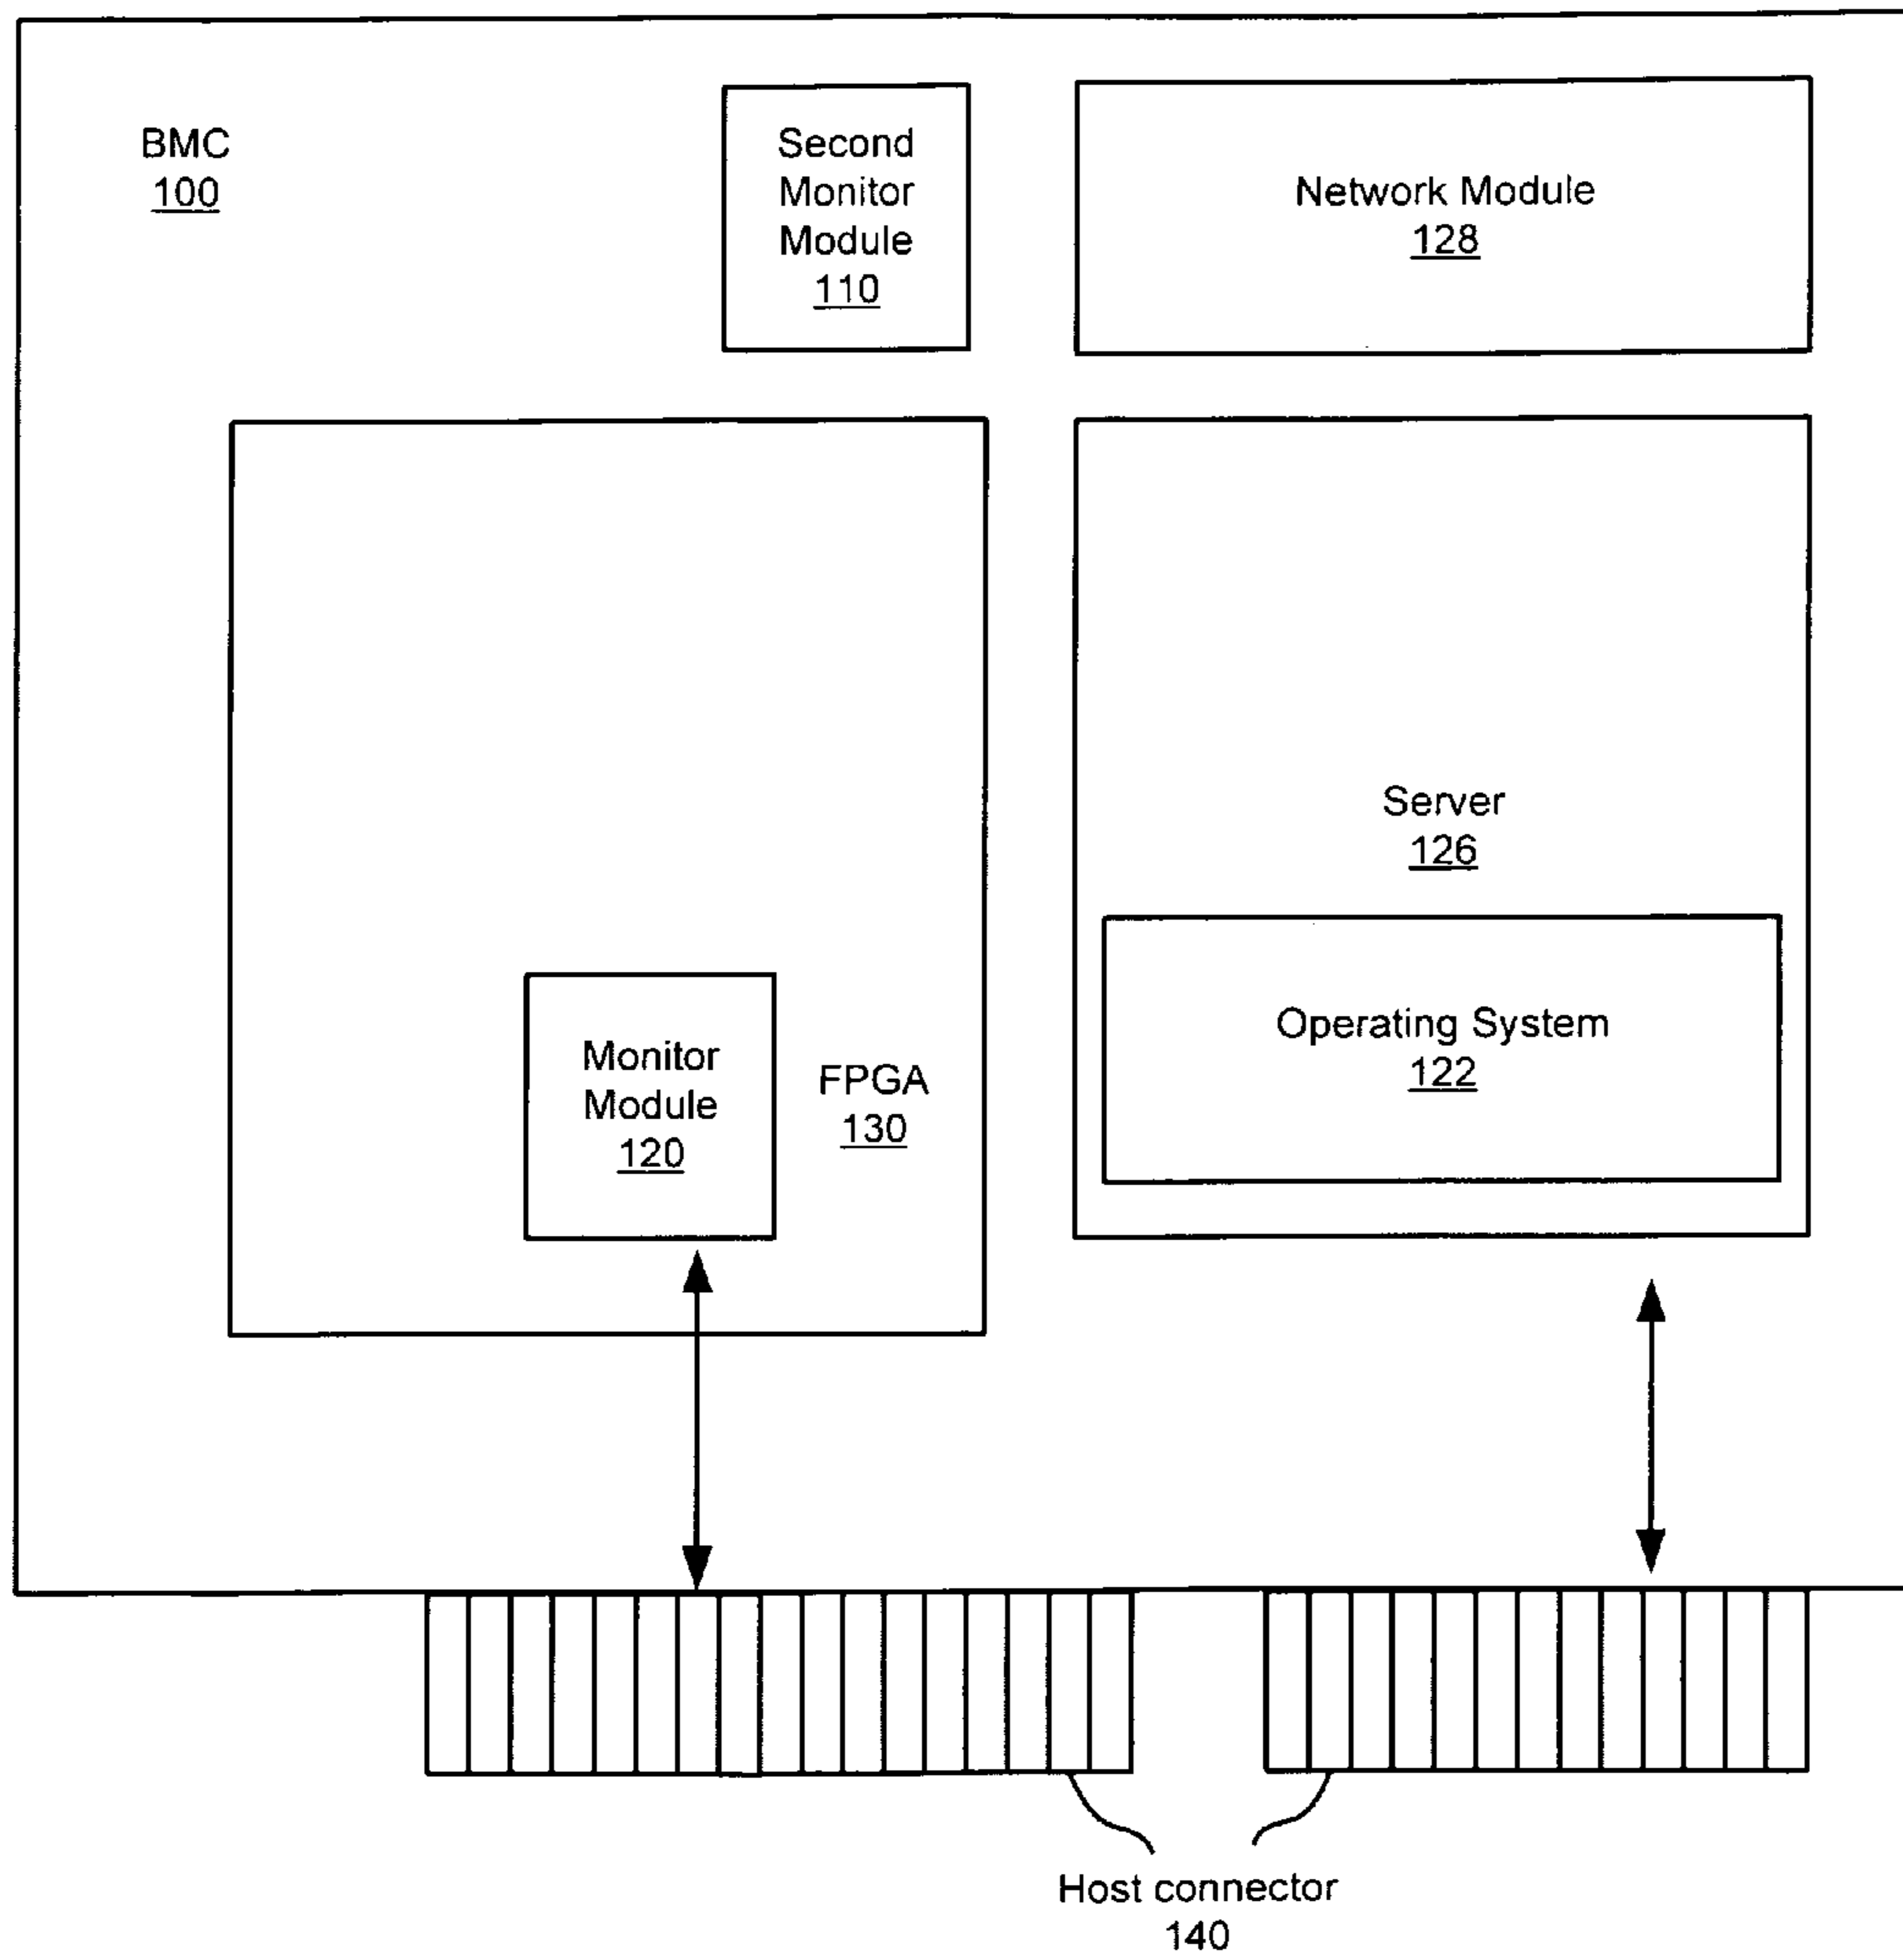 BMC
100
Second
Monitor
Module
110
Network Module
128
Server
126
Operating System
122
Monitor
Module
120
FPGA
130
Host connector
140